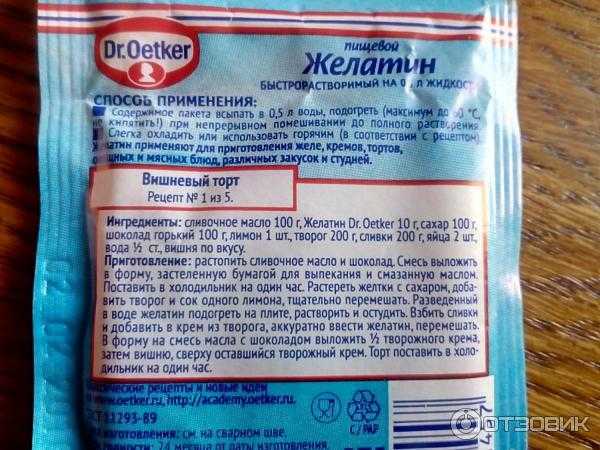 Dr.Oetker
пищевой
Желатин
БЫСТРОРАСТВОРИМЫЙ НА Л ЖИДКОСТИ
СПОСОБ ПРИМЕНЕНИЯ:
Содержимое пакета всыпать в 0,5 л воды, подогреть (максимум до °С,
кипятить!) при непрерывном помешивании до полного растворения.
Слегка охладить или использовать горячим (в соответствии с рецептом).
применяют для приготовления желе, кремов, тортов,
и мясных блюд, различных закусок и студней.
Вишневый торт
Рецепт № 1 из 5.
Ингредиенты: сливочное масло 100 г, Желатин Dr. Oetker 10 г, сахар 100 г,
шоколад горький 100 г, лимон 1 шт., творог 200 г, сливки 200 г, яйца 2 шт.,
вода ½ ст., вишня по вкусу.
Приготовление: растопить сливочное масло и шоколад. Смесь выложить
в форму, застеленную бумагой для выпекания и смазанную маслом.
Поставить в холодильник на один час. Растереть желтки с сахаром, доба-
вить творог и сок одного лимона, тщательно перемешать. Разведенный
в воде желатин подогреть на плите, растворить и остудить. Взбить сливки
и добавить в крем из творога, аккуратно ввести желатин, перемешать.
В форму на смесь масла с шоколадом выложить ½ творожного крема,
затем вишню, сверху оставшийся творожный крем. Торт поставить в холо-
дильник на один час.
рецепты и новые идеи
www.oetker.ru, http://academy.oetker.ru.
11293-89
C / PAP
изготовления: см. на сварном шве.
24 месяца от даты изготовления.
ОТЗОВИК